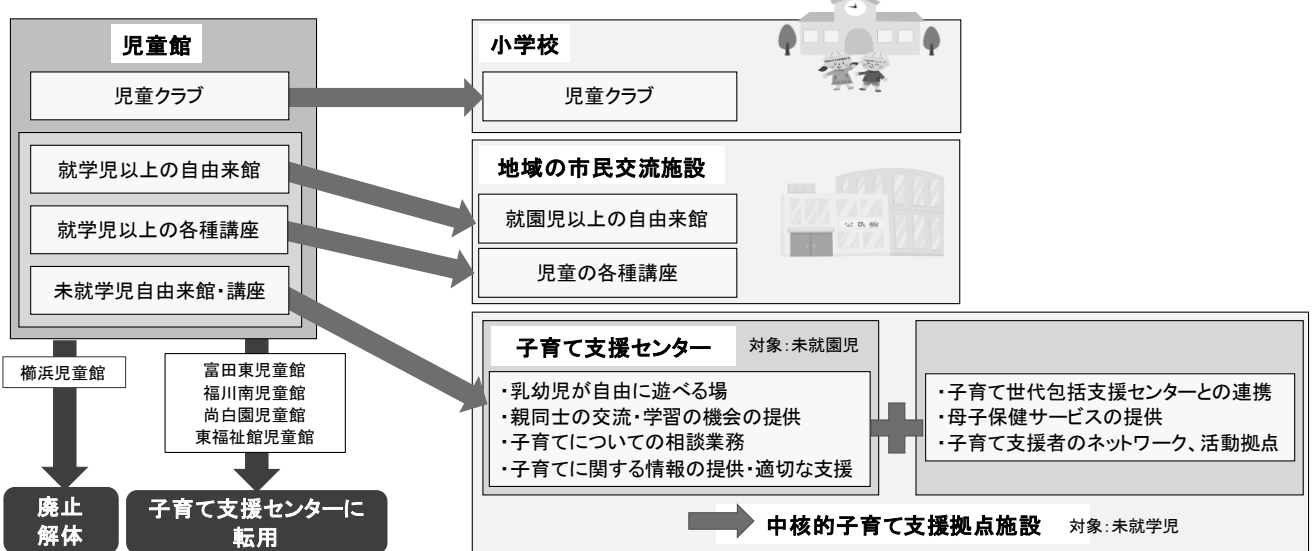 児童館
児童クラブ
就学児以上の自由来館
就学児以上の各種講座
未就学児自由来館・講座
櫛浜児童館
富田東児童館
福川南児童館
尚白園児童館
東福祉館児童館
廃止
解体
子育て支援センターに
転用
小学校
児童クラブ
地域の市民交流施設
就園児以上の自由来館
児童の各種講座
公民館
子育て支援センター 対象:未就園児
・乳幼児が自由に遊べる場
・親同士の交流・学習の機会の提供
・子育てについての相談業務
・子育てに関する情報の提供・適切な支援
・子育て世代包括支援センターとの連携
・母子保健サービスの提供
・子育て支援者のネットワーク、活動拠点
中核的子育て支援拠点施設 対象:未就学児